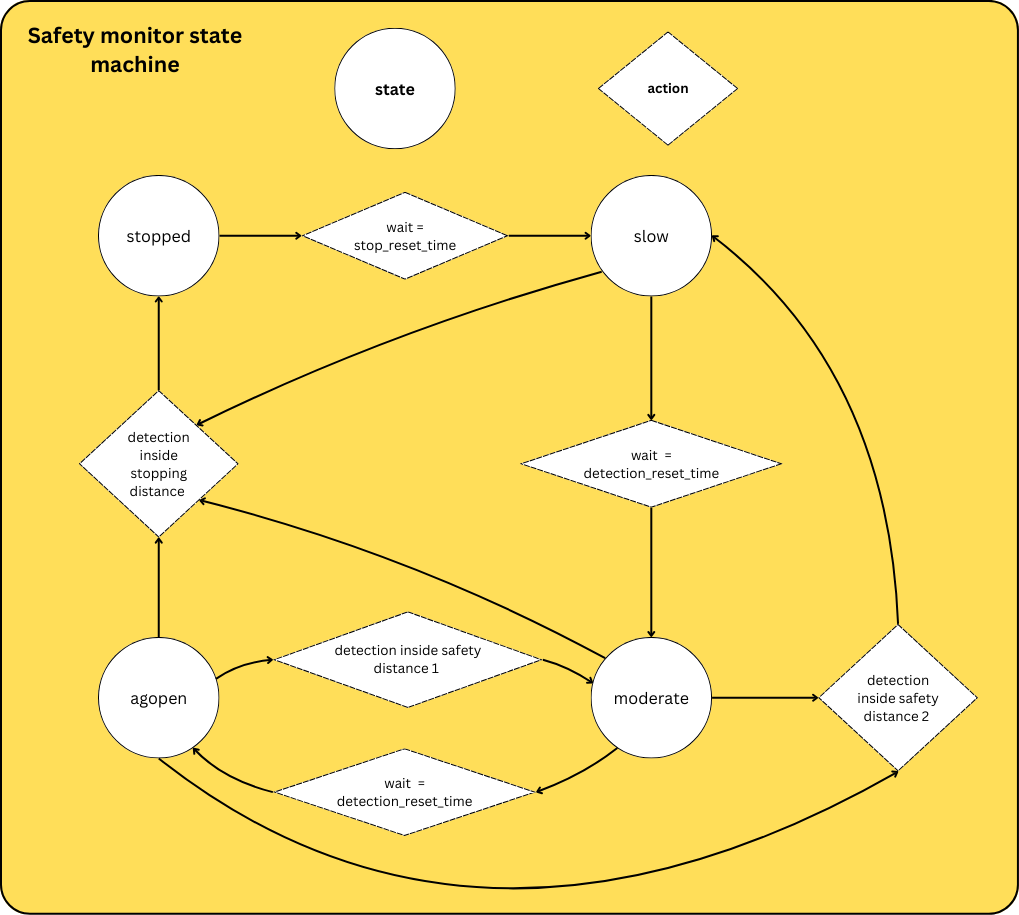 Safety monitor state
machine
state
action
stopped
wait =
stop_reset_time
slow
detection
inside
stopping
distance
wait =
detection_reset_time
agopen
detection inside safety
distance 1
moderate
detection
inside safety
distance 2
wait =
detection_reset_time